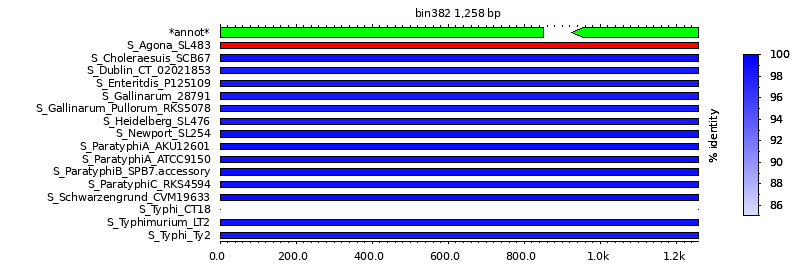 bin382 1,258 bp
*annot*
S_Agona_SL483
S_Choleraesuis_SCB67
S_Dublin_CT_02021853
S_Enteritdis_P125109
S_Gallinarum_28791
S_Gallinarum_Pullorum_RKS5078
S_Heidelberg_SL476
S_Newport_SL254
S_ParatyphiA_AKU12601
S_ParatyphiA_ATCC9150
S_ParatyphiB_SPB7.accessory
S_ParatyphiC_RKS4594
S_Schwarzengrund_CVM19633
S_Typhi_CT18
S_Typhimurium_LT2
S_Typhi_Ty2
0.0 200.0 400.0 600.0 800.0 1.0k 1.2k
% identity
100
98
96
94
92
90
88
86